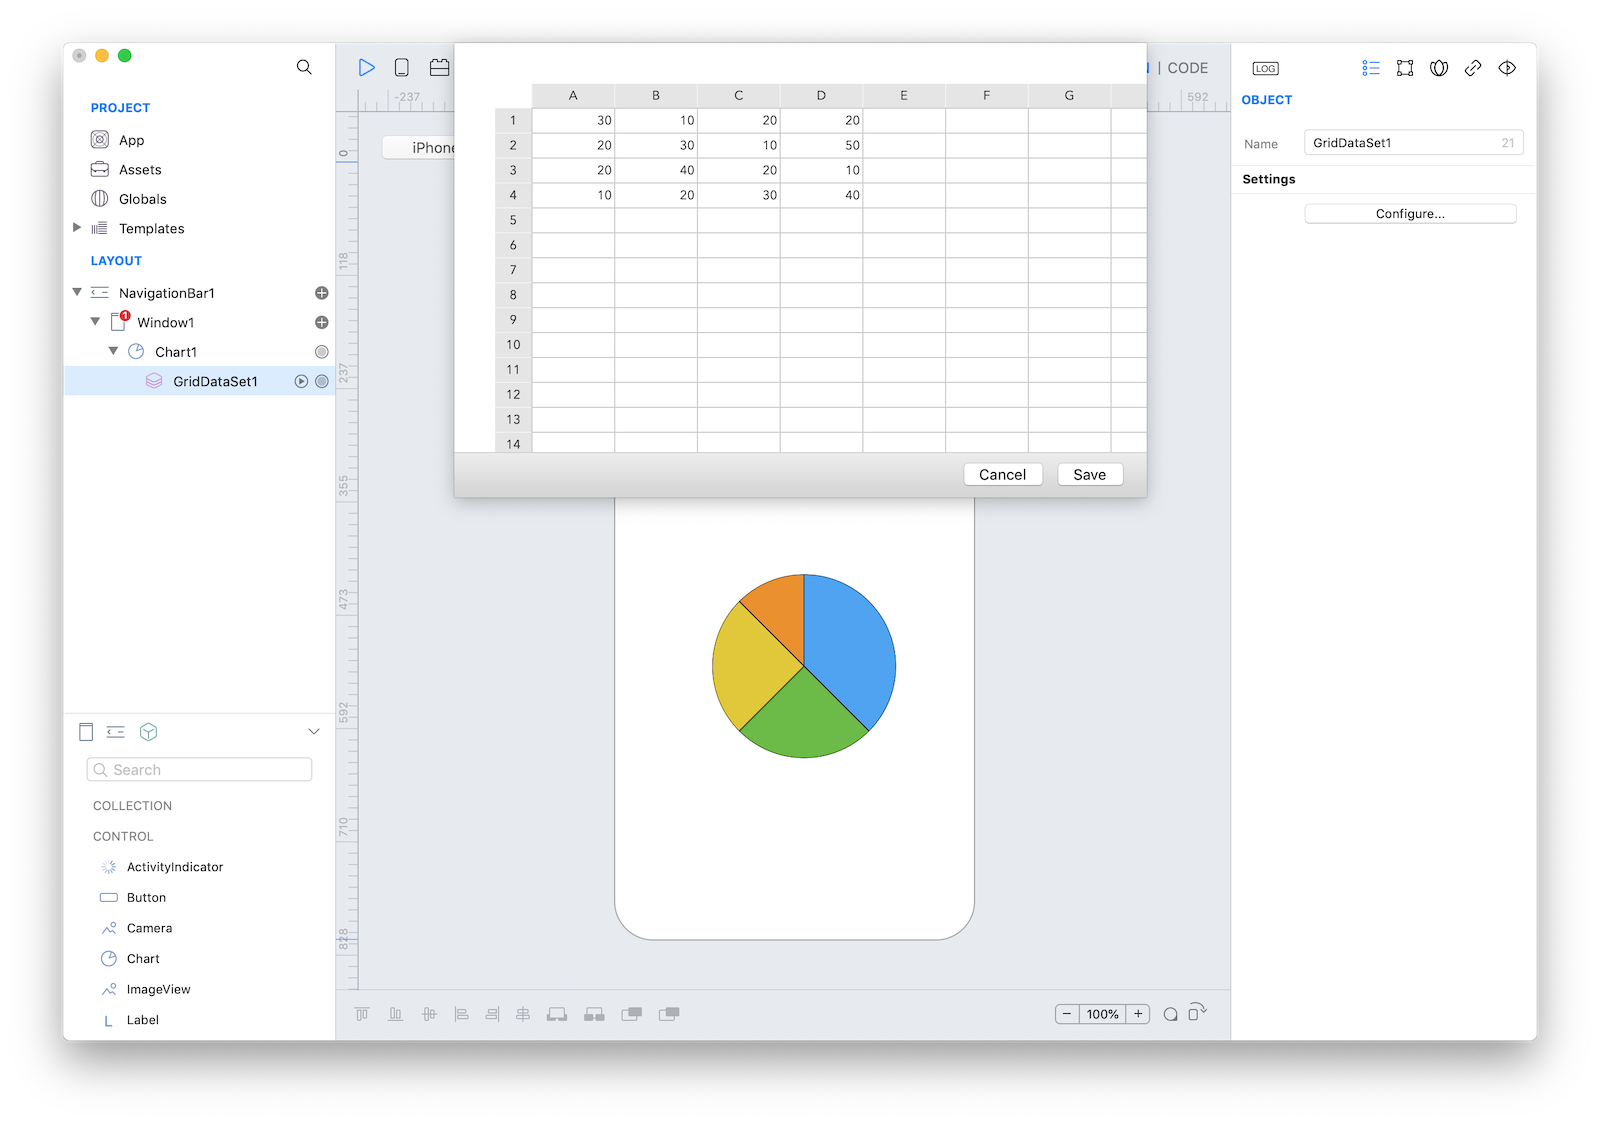 CODE
LOG
-237
592
PROJECT
App
Assets
Globals
Templates
LAYOUT
NavigationBar1
1
Window1
Chart1
GridDataSet1
Search
COLLECTION
CONTROL
ActivityIndicator
Button
Camera
Chart
ImageView
L Label
iPhone
0
118
237
355
473
592
710
828
A B C D E F G
1 30 10 20 20
2 20 30 10 50
3 20 40 20 10
4 10 20 30 40
5
6
7
8
9
10
11
12
13
14
Cancel Save
− 100% +
OBJECT
Name GridDataSet1 21
Settings
Configure...